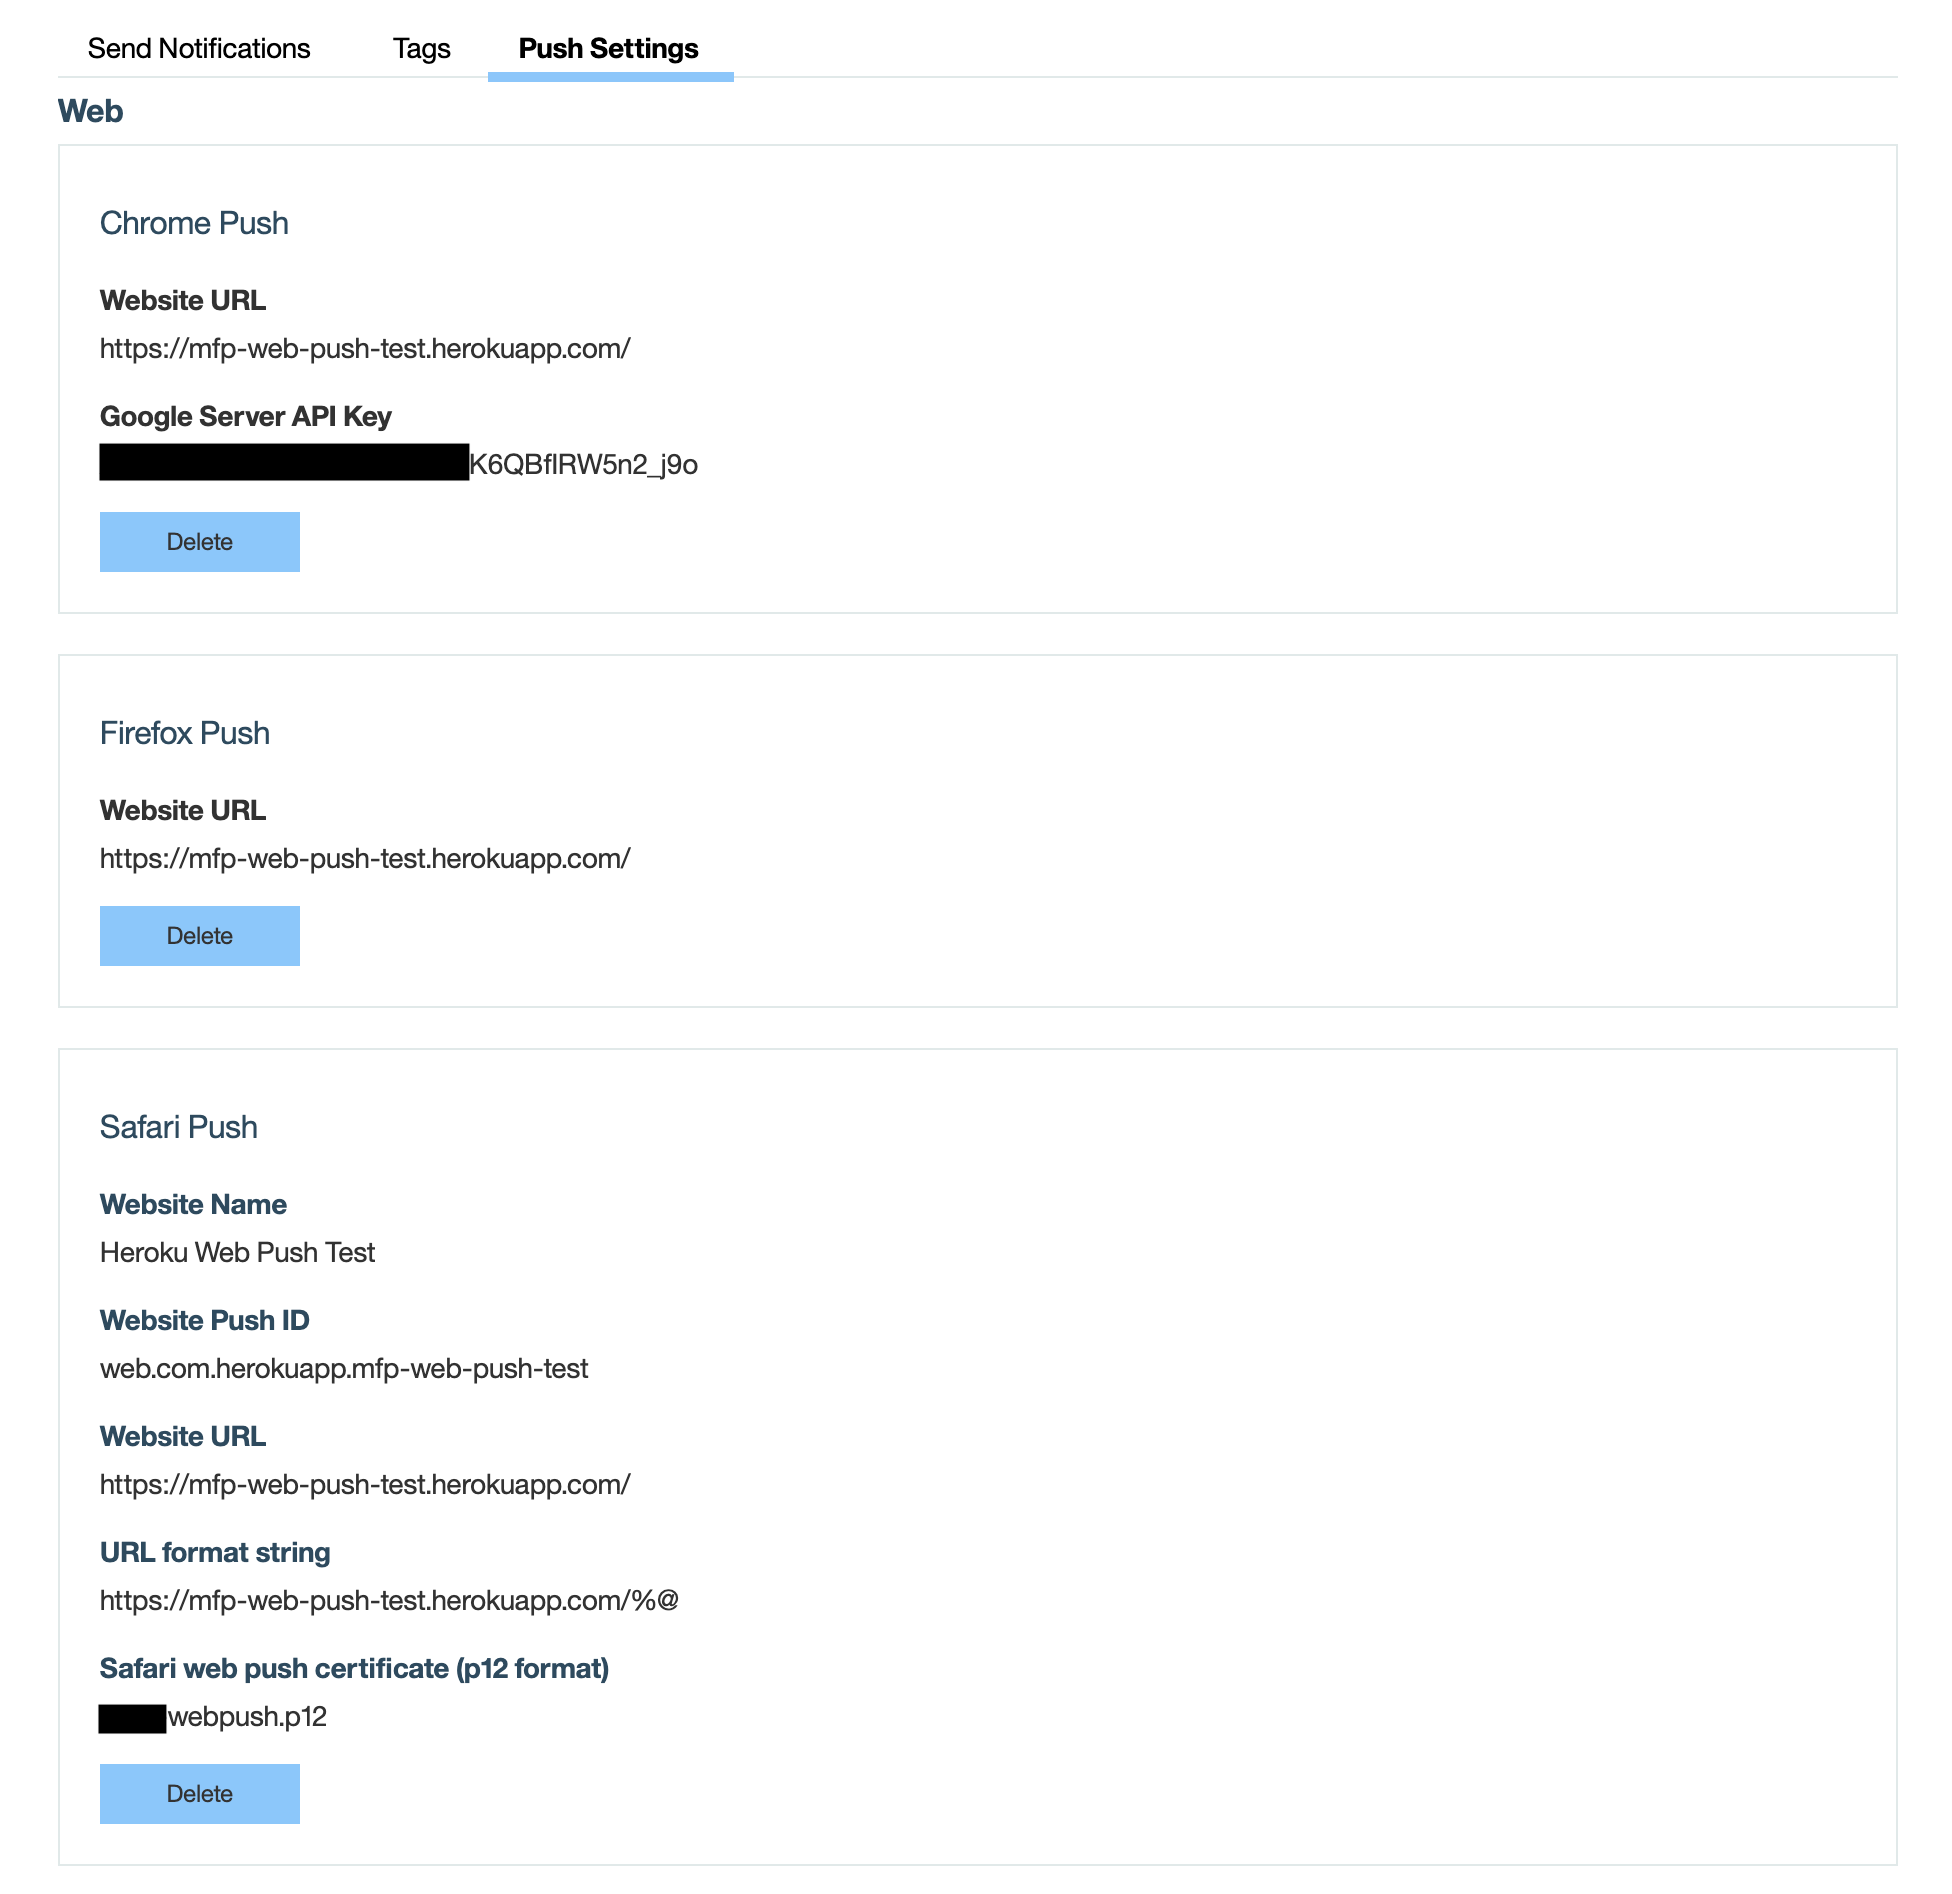 Send Notifications Tags Push Settings
Web
Chrome Push
Website URL
https://mfp-web-push-test.herokuapp.com/
Google Server API Key
K6QBfIRW5n2_j9o
Delete
Firefox Push
Website URL
https://mfp-web-push-test.herokuapp.com/
Delete
Safari Push
Website Name
Heroku Web Push Test
Website Push ID
web.com.herokuapp.mfp-web-push-test
Website URL
https://mfp-web-push-test.herokuapp.com/
URL format string
https://mfp-web-push-test.herokuapp.com/%@
Safari web push certificate (p12 format)
webpush.p12
Delete